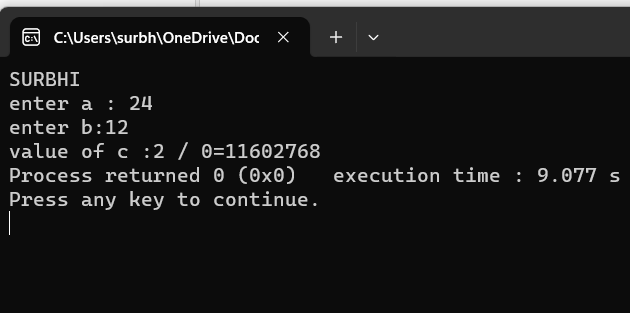 C:\Users\surbh\OneDrive\Doc
SURBHI
enter a : 24
enter b:12
value of c :2 / 0=11602768
Process returned 0 (0x0)   execution time : 9.077 s
Press any key to continue.